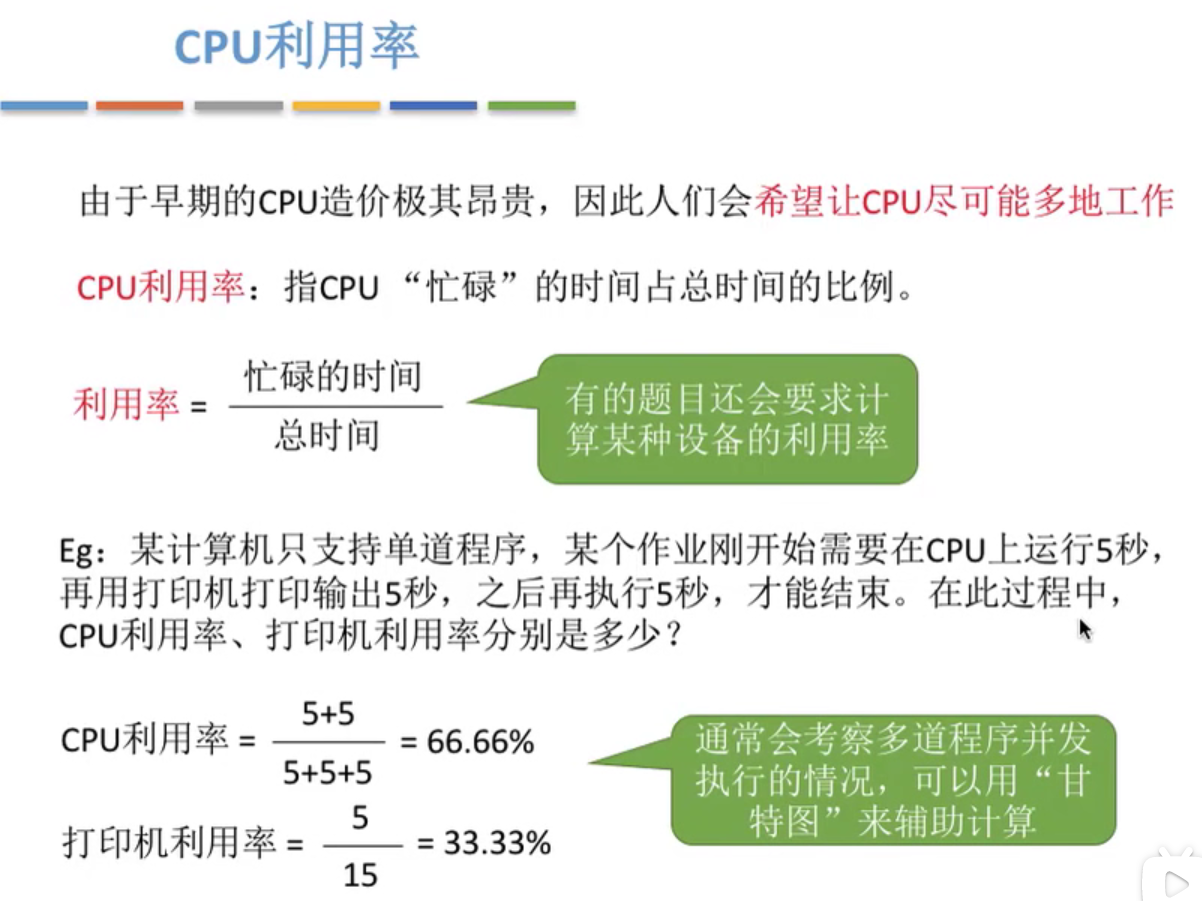 CPU利用率
由于早期的CPU造价极其昂贵，因此人们会希望让CPU尽可能多地工作
CPU利用率：指CPU “忙碌”的时间占总时间的比例。
利用率 =
忙碌的时间
总时间
有的题目还会要求计
算某种设备的利用率
Eg：某计算机只支持单道程序，某个作业刚开始需要在CPU上运行5秒，
再用打印机打印输出5秒，之后再执行5秒，才能结束。在此过程中，
CPU利用率、打印机利用率分别是多少？
CPU利用率 =
5+5
5+5+5
= 66.66%
通常会考察多道程序并发
执行的情况，可以用“甘
特图”来辅助计算
打印机利用率 =
5
15
= 33.33%